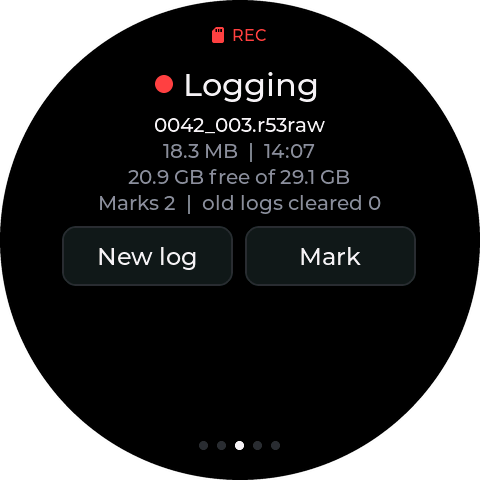 REC
Logging
0042_003.r53raw
18.3 MB | 14:07
20.9 GB free of 29.1 GB
Marks 2 | old logs cleared 0
New log Mark